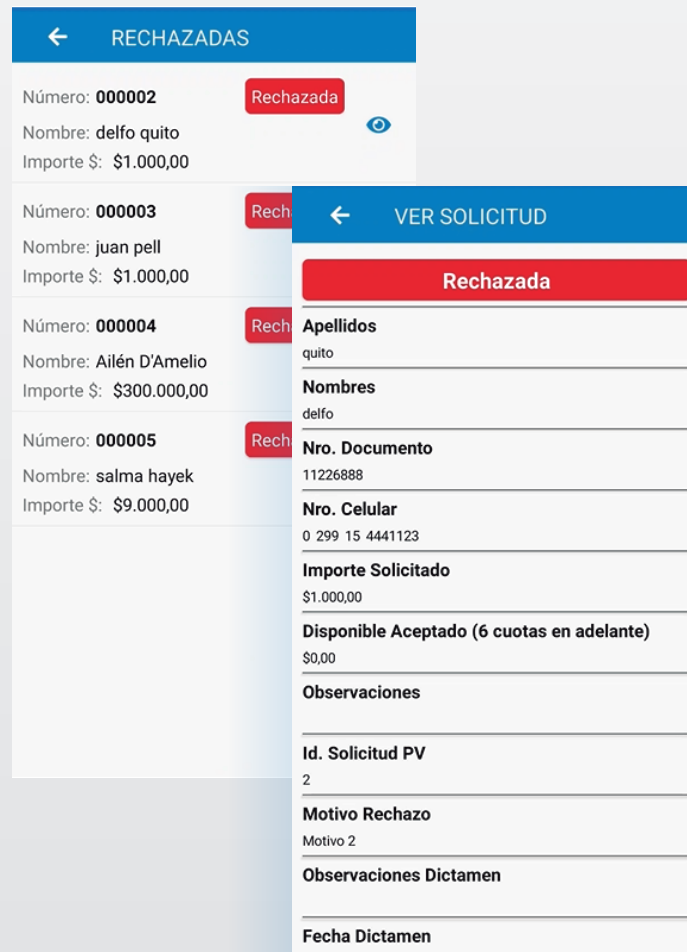 RECHAZADAS
Número: 000002 Rechazada
Nombre: delfo quito
Importe $: $1.000,00
Número: 000003
Nombre: juan pell
Importe $: $1.000,00
Número: 000004
Nombre: Ailén D'Amelio
Importe $: $300.000,00
Número: 000005
Nombre: salma hayek
Importe $: $9.000,00
VER SOLICITUD
Rechazada
Apellidos
quito
Nombres
delfo
Nro. Documento
11226888
Nro. Celular
0 299 15 4441123
Importe Solicitado
$1.000,00
Disponible Aceptado (6 cuotas en adelante)
$0,00
Observaciones
Id. Solicitud PV
2
Motivo Rechazo
Motivo 2
Observaciones Dictamen
Fecha Dictamen